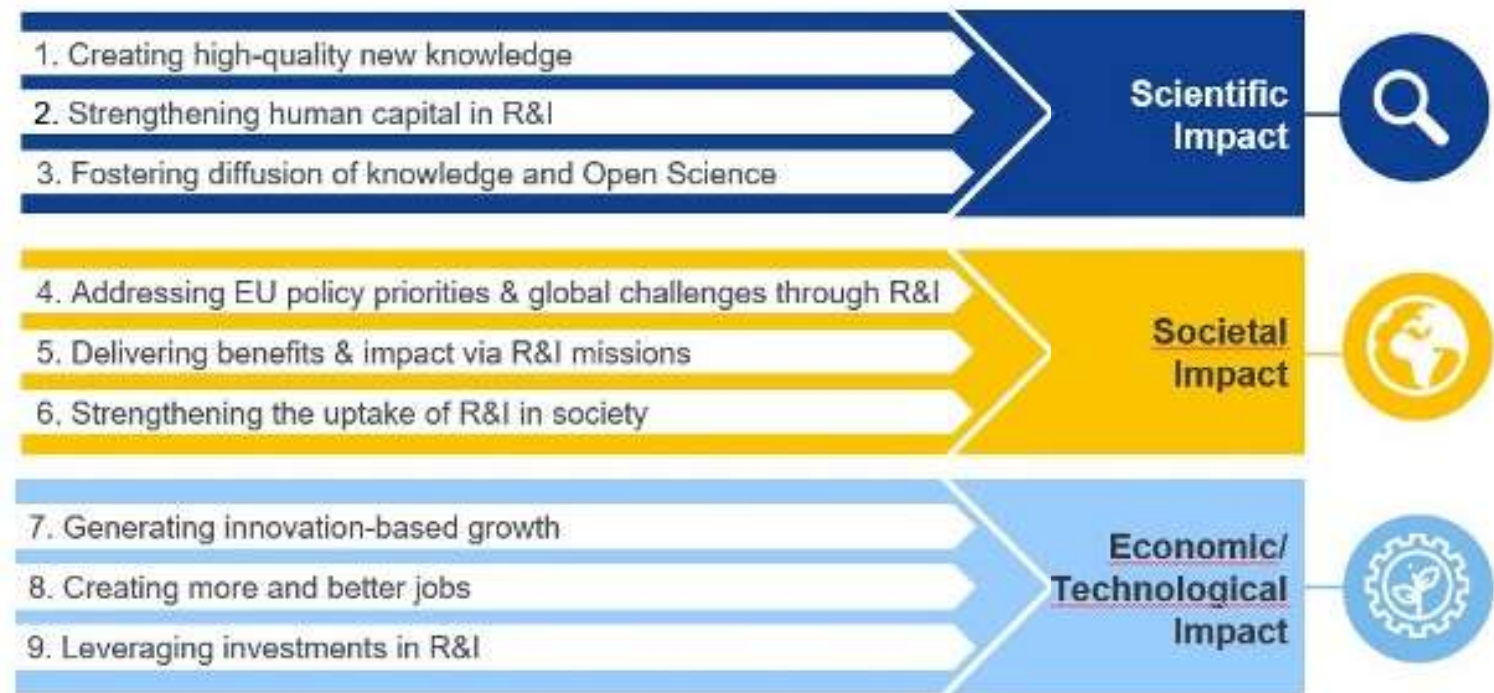 1. Creating high-quality new knowledge
2. Strengthening human capital in R&I
3. Fostering diffusion of knowledge and Open Science
Scientific
Impact
4. Addressing EU policy priorities & global challenges through R&I
5. Delivering benefits & impact via R&I missions
6. Strengthening the uptake of R&I in society
Societal
Impact
7. Generating innovation-based growth
8. Creating more and better jobs
9. Leveraging investments in R&I
Economic/
Technological
Impact